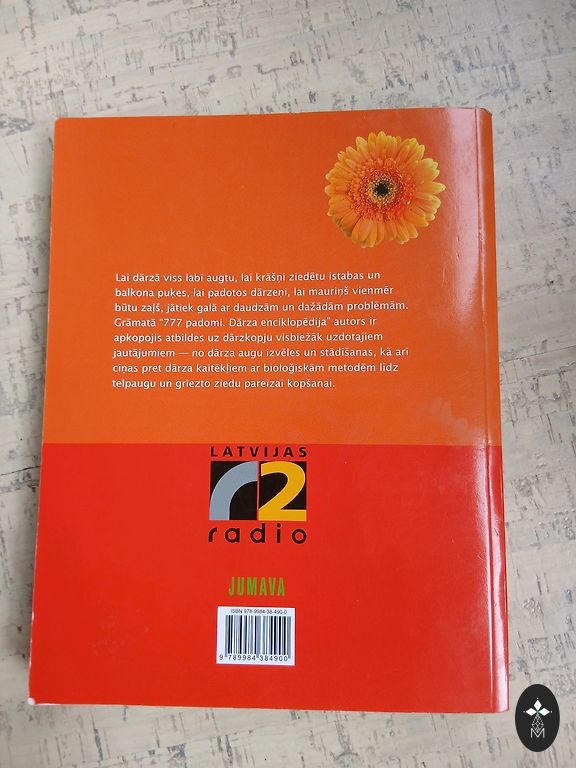 Lai dārzā viss labi augtu, lai krāšņi ziedētu istabas un
balkona puķes, lai padotos dārzeņi, lai mauriņš vienmēr
būtu zaļš, jātiek galā ar daudzām un dažādām problēmām.
Grāmatā "777 padomi. Dārza enciklopēdija" autors ir
apkopojis atbildes uz dārzkopju visbiežāk uzdotajiem
jautājumiem — no dārza augu izvēles un stādīšanas, kā arī
cīņas pret dārza kaitēkļiem ar bioloģiskām metodēm līdz
telpaugu un griezto ziedu pareizai kopšanai.
LATVIJAS
r2
radio
JUMAVA
ISBN 978-9984-38-490-0
9 789984 384900
M